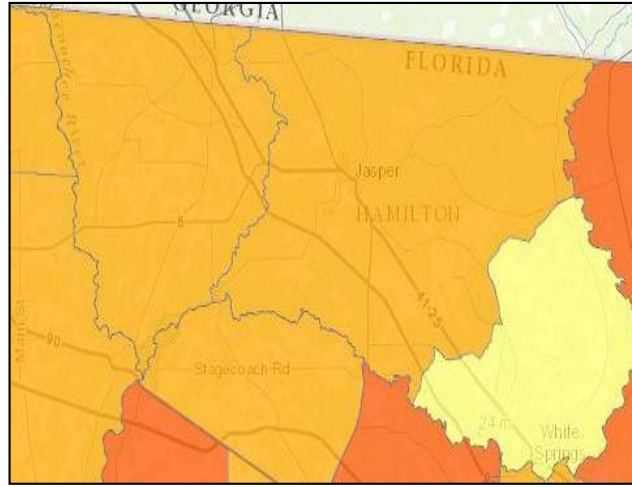 GEORGIA
FLORIDA
Jasper
HAMILTON
6
41-25
Main St
90
Stagecoach Rd
24 m
White
Springs